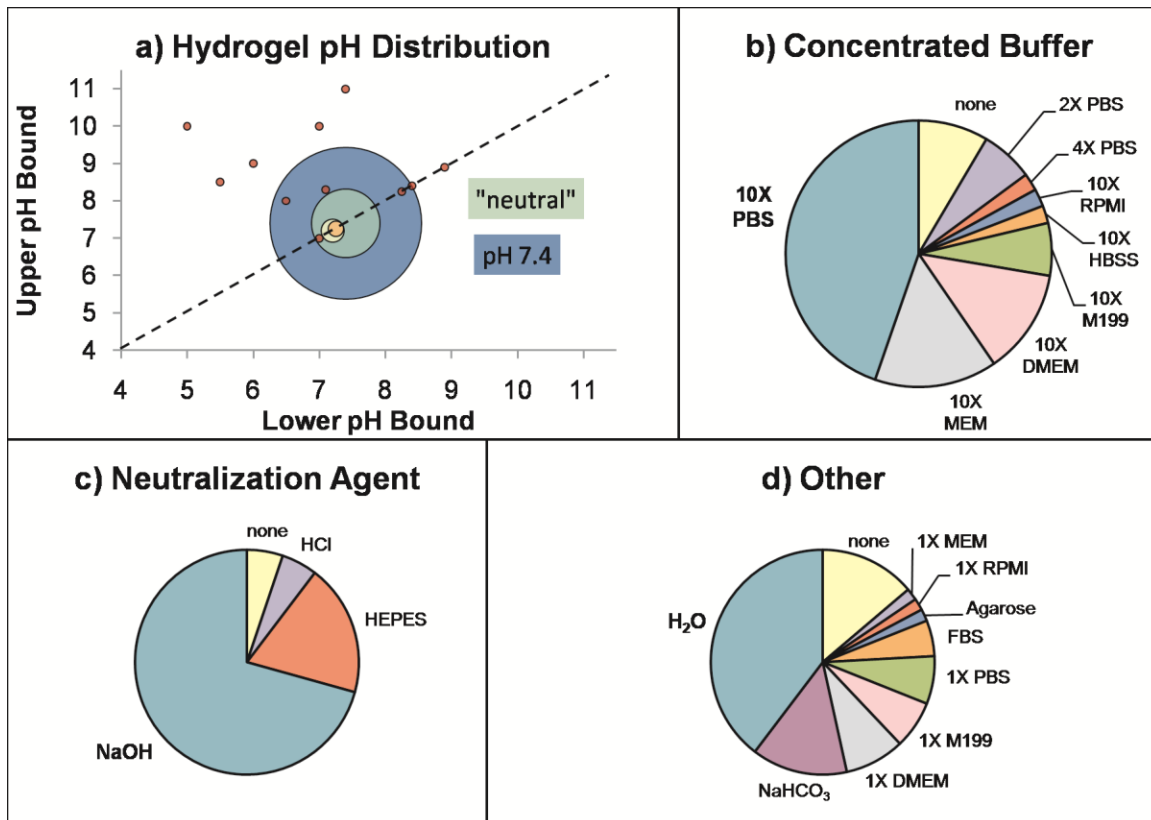 a) Hydrogel pH Distribution
Upper pH Bound
11
10
9
8
7
6
5
4
"neutral"
pH 7.4
4 5 6 7 8 9 10 11
Lower pH Bound
b) Concentrated Buffer
none
2X PBS
4X PBS
10X
RPMI
10X
HBSS
10X
M199
10X
DMEM
10X
MEM
10X
PBS
c) Neutralization Agent
none
HCl
HEPES
NaOH
d) Other
none
1X MEM
1X RPMI
Agarose
FBS
1X PBS
1X M199
1X DMEM
NaHCO₃
H₂O